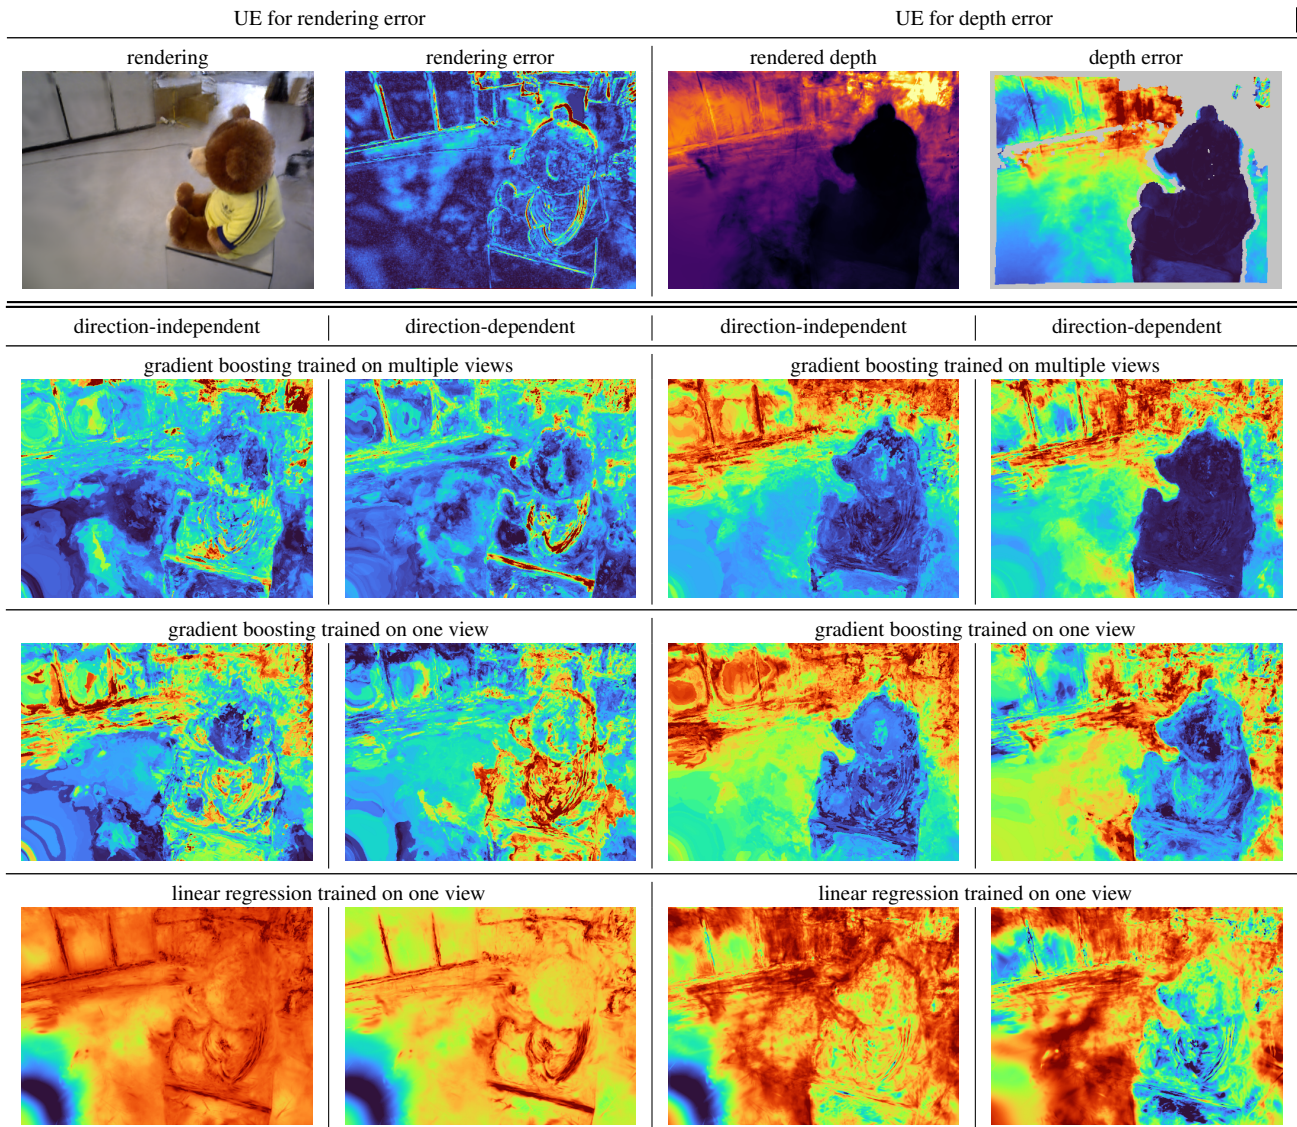 UE for rendering error
UE for depth error
rendering
rendering error
rendered depth
depth error
direction-independent
direction-dependent
direction-independent
direction-dependent
gradient boosting trained on multiple views
gradient boosting trained on multiple views
gradient boosting trained on one view
gradient boosting trained on one view
linear regression trained on one view
linear regression trained on one view